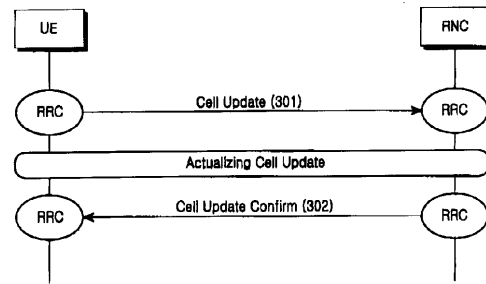 UE
RNC
RRC
Cell Update (301)
RRC
Actualizing Cell Update
RRC
Cell Update Confirm (302)
RRC